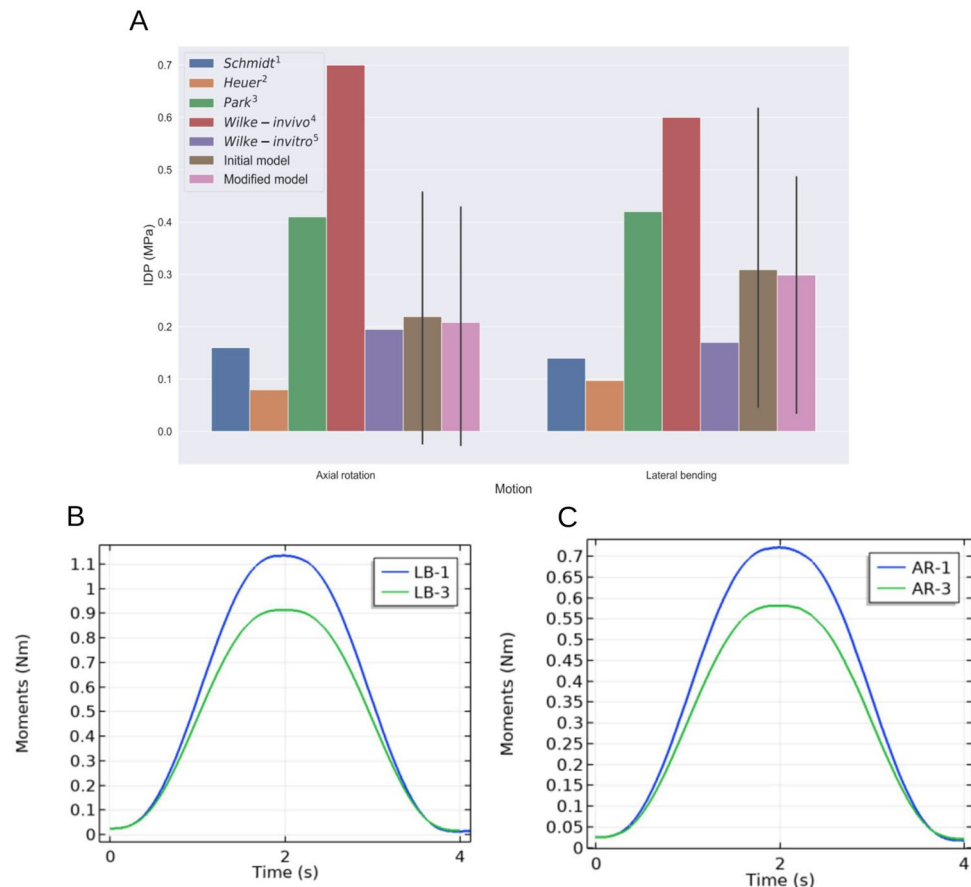 A
Schmidt¹
Heuer²
Park³
Wilke – invivo⁴
Wilke – invitro⁵
Initial model
Modified model
IDP (MPa)
0.7
0.6
0.5
0.4
0.3
0.2
0.1
0.0
Axial rotation
Lateral bending
Motion
B
LB-1
LB-3
Moments (Nm)
1.1
1
0.9
0.8
0.7
0.6
0.5
0.4
0.3
0.2
0.1
0
0
2
4
Time (s)
C
AR-1
AR-3
Moments (Nm)
0.7
0.65
0.6
0.55
0.5
0.45
0.4
0.35
0.3
0.25
0.2
0.15
0.1
0.05
0
0
2
4
Time (s)